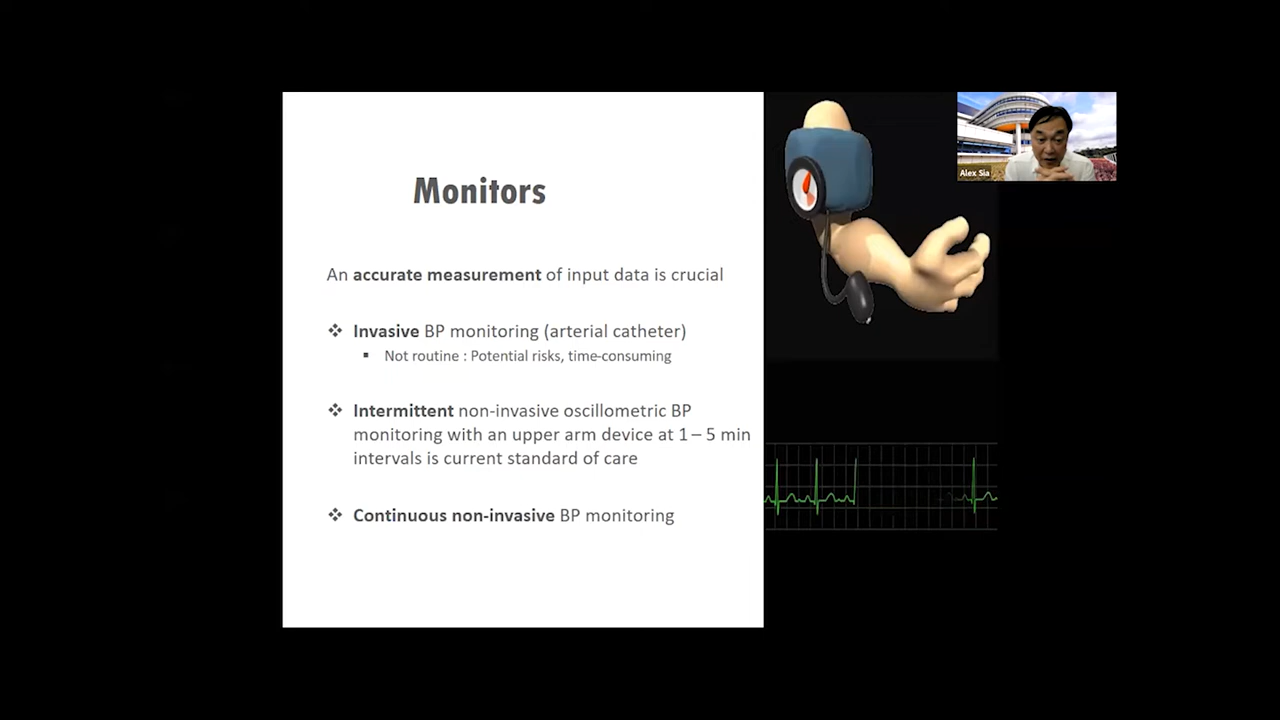 Monitors
An accurate measurement of input data is crucial
❖ Invasive BP monitoring (arterial catheter)
▪ Not routine : Potential risks, time-consuming
❖ Intermittent non-invasive oscillometric BP
monitoring with an upper arm device at 1 – 5 min
intervals is current standard of care
❖ Continuous non-invasive BP monitoring
Alex Sia